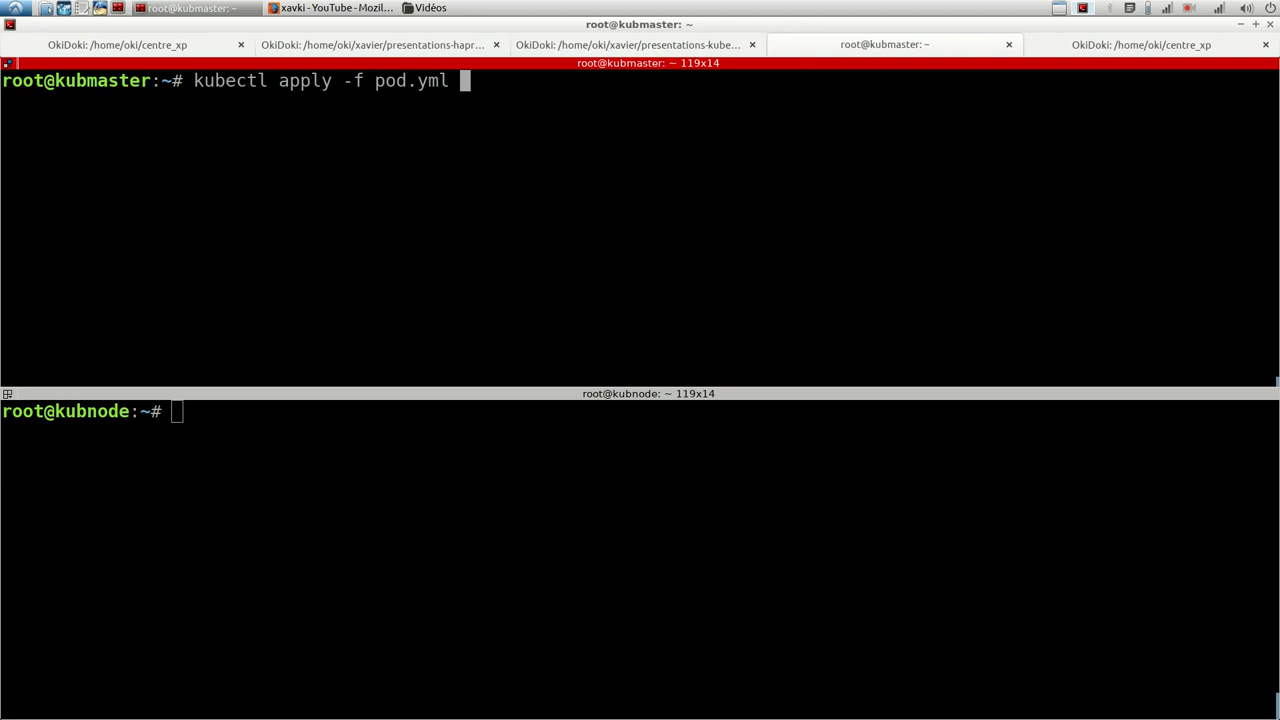 root@kubmaster: ~
xavki - YouTube - Mozil...
Vidéos
root@kubmaster: ~
OkiDoki: /home/oki/centre_xp
OkiDoki: /home/oki/xavier/presentations-hapr...
OkiDoki: /home/oki/xavier/presentations-kube...
root@kubmaster: ~
OkiDoki: /home/oki/centre_xp
root@kubmaster: ~ 119x14
root@kubmaster:~# kubectl apply -f pod.yml
root@kubnode: ~ 119x14
root@kubnode:~#